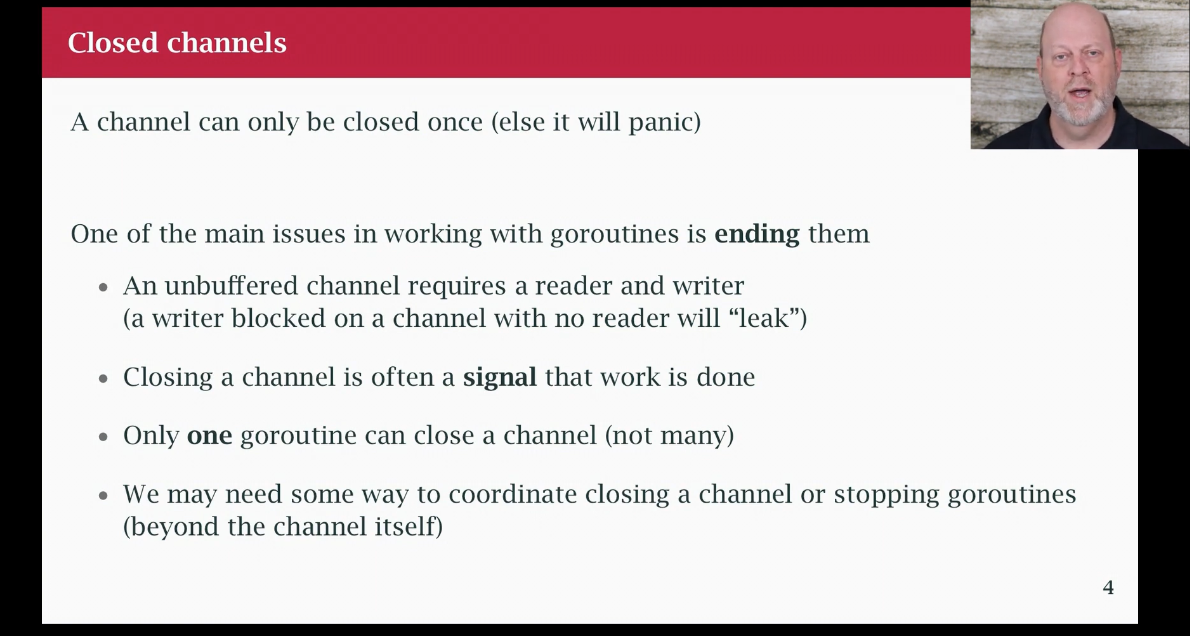 Closed channels
A channel can only be closed once (else it will panic)
One of the main issues in working with goroutines is ending them
• An unbuffered channel requires a reader and writer
(a writer blocked on a channel with no reader will “leak”)
• Closing a channel is often a signal that work is done
• Only one goroutine can close a channel (not many)
• We may need some way to coordinate closing a channel or stopping goroutines
(beyond the channel itself)
4